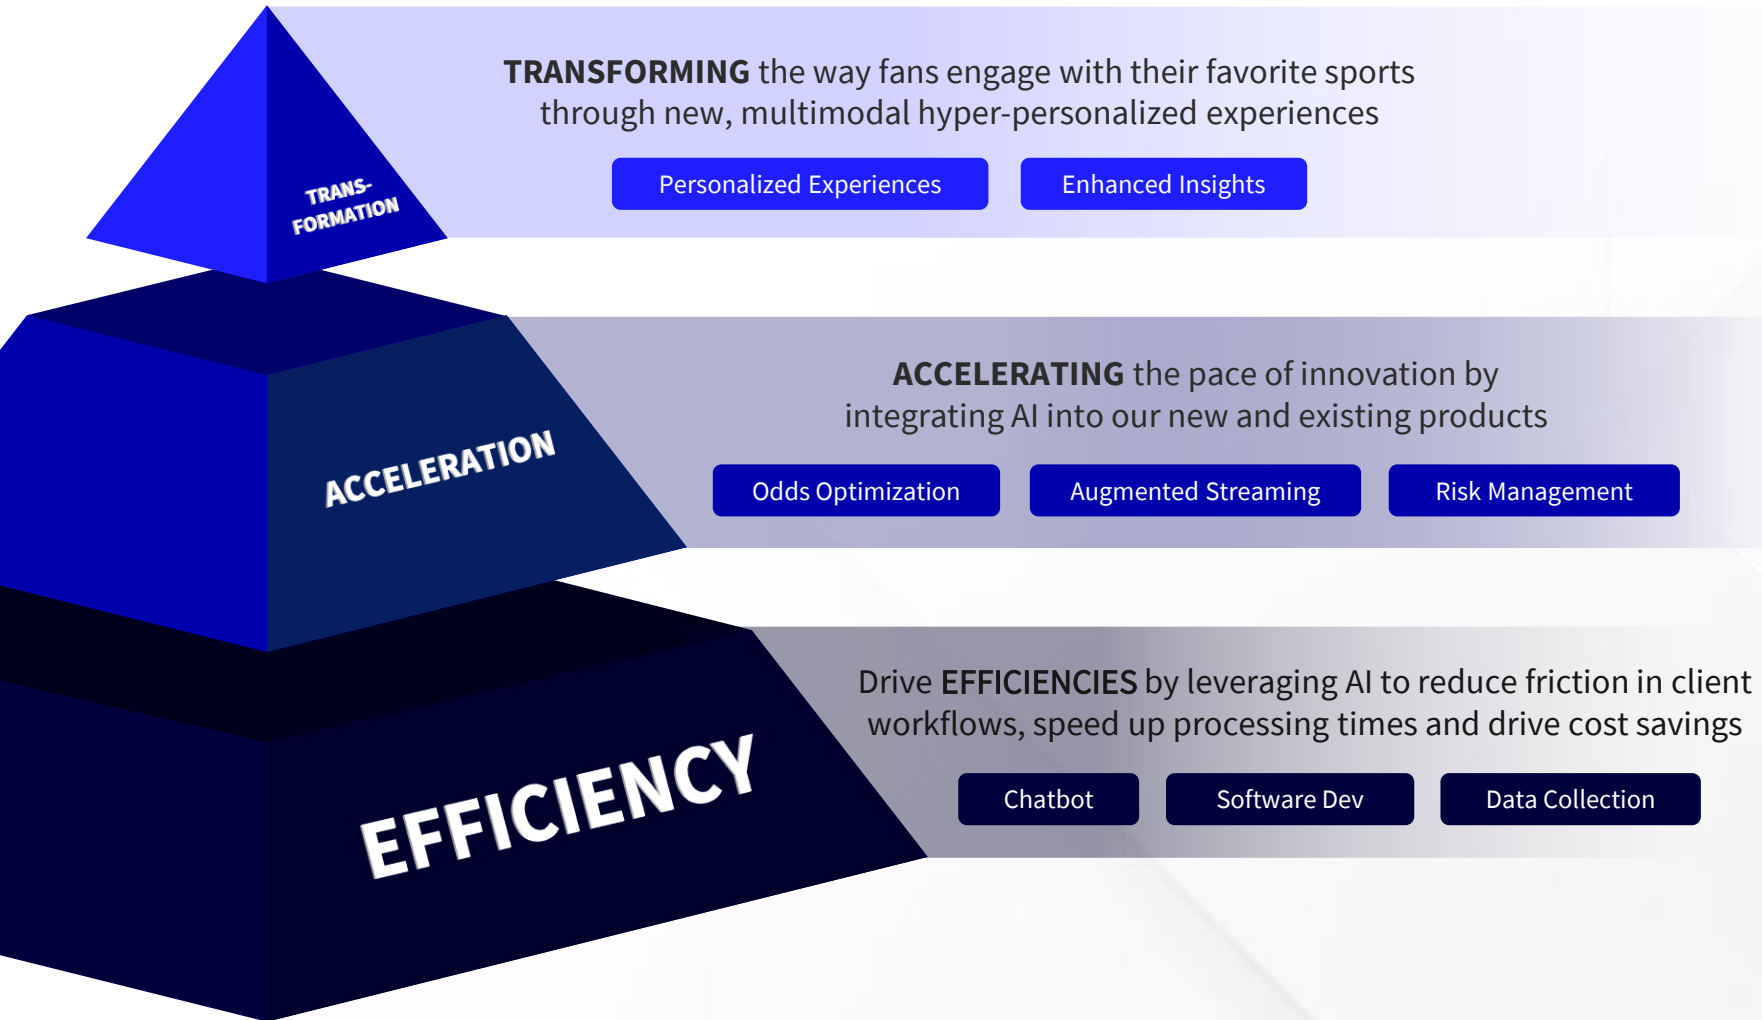 TRANSFORMING the way fans engage with their favorite sports
through new, multimodal hyper-personalized experiences
Personalized Experiences
Enhanced Insights
TRANS-
FORMATION
ACCELERATING the pace of innovation by
integrating AI into our new and existing products
Odds Optimization
Augmented Streaming
Risk Management
ACCELERATION
Drive EFFICIENCIES by leveraging AI to reduce friction in client
workflows, speed up processing times and drive cost savings
Chatbot
Software Dev
Data Collection
EFFICIENCY